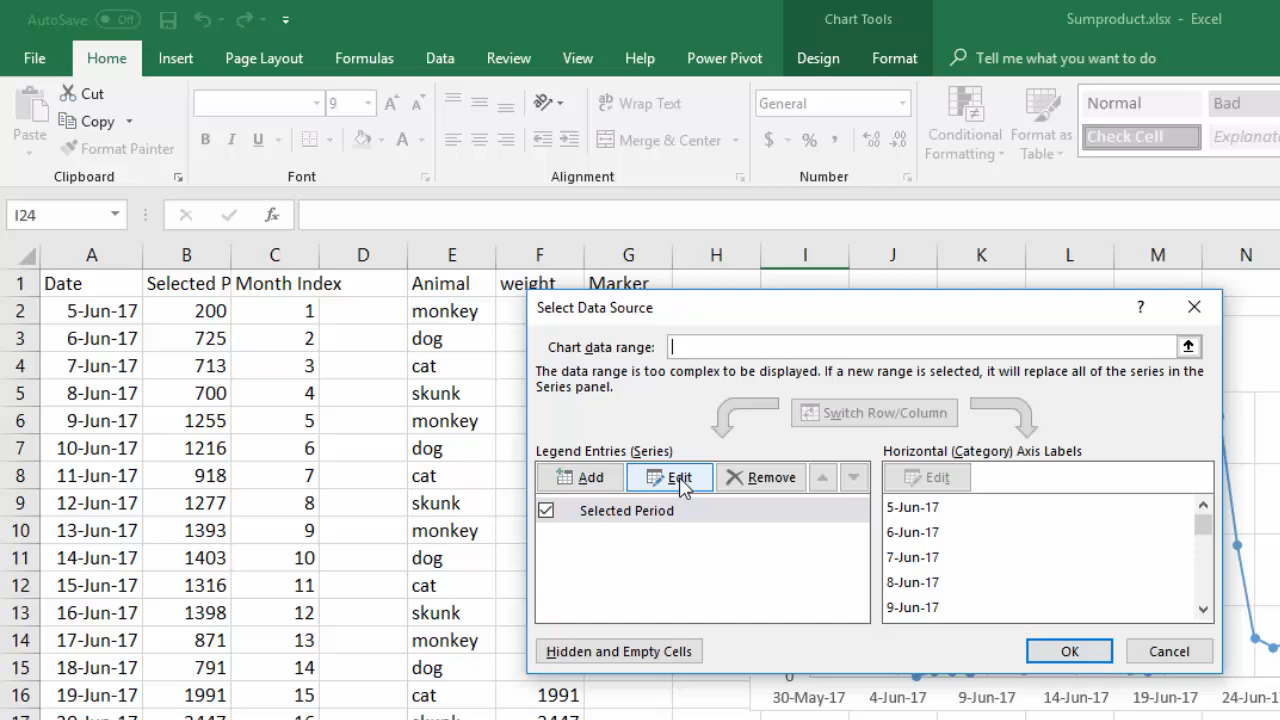 AutoSave Off Chart Tools Sumproduct.xlsx - Excel
File Home Insert Page Layout Formulas Data Review View Help Power Pivot Design Format Tell me what you want to do
Paste Cut Copy Format Painter
9
B I U A
Wrap Text
Merge & Center
General
$ % ,
Conditional Formatting
Format as Table
Normal Bad
Check Cell
Clipboard Font Alignment Number
I24 fx
A B C D E F G H I J K L M N
1 Date Selected P Month Index Animal weight Marker
2 5-Jun-17 200 1 monkey
3 6-Jun-17 725 2 dog
4 7-Jun-17 713 3 cat
5 8-Jun-17 700 4 skunk
6 9-Jun-17 1255 5 monkey
7 10-Jun-17 1216 6 dog
8 11-Jun-17 918 7 cat
9 12-Jun-17 1277 8 skunk
10 13-Jun-17 1393 9 monkey
11 14-Jun-17 1403 10 dog
12 15-Jun-17 1316 11 cat
13 16-Jun-17 1398 12 skunk
14 17-Jun-17 871 13 monkey
15 18-Jun-17 791 14 dog
16 19-Jun-17 1991 15 cat 1991
Select Data Source ?
Chart data range:
The data range is too complex to be displayed. If a new range is selected, it will replace all of the series in the
Series panel.
Switch Row/Column
Legend Entries (Series)
Add Edit Remove
Selected Period
Horizontal (Category) Axis Labels
Edit
5-Jun-17
6-Jun-17
7-Jun-17
8-Jun-17
9-Jun-17
Hidden and Empty Cells OK Cancel
0
30-May-17 4-Jun-17 9-Jun-17 14-Jun-17 19-Jun-17 24-Jun-17